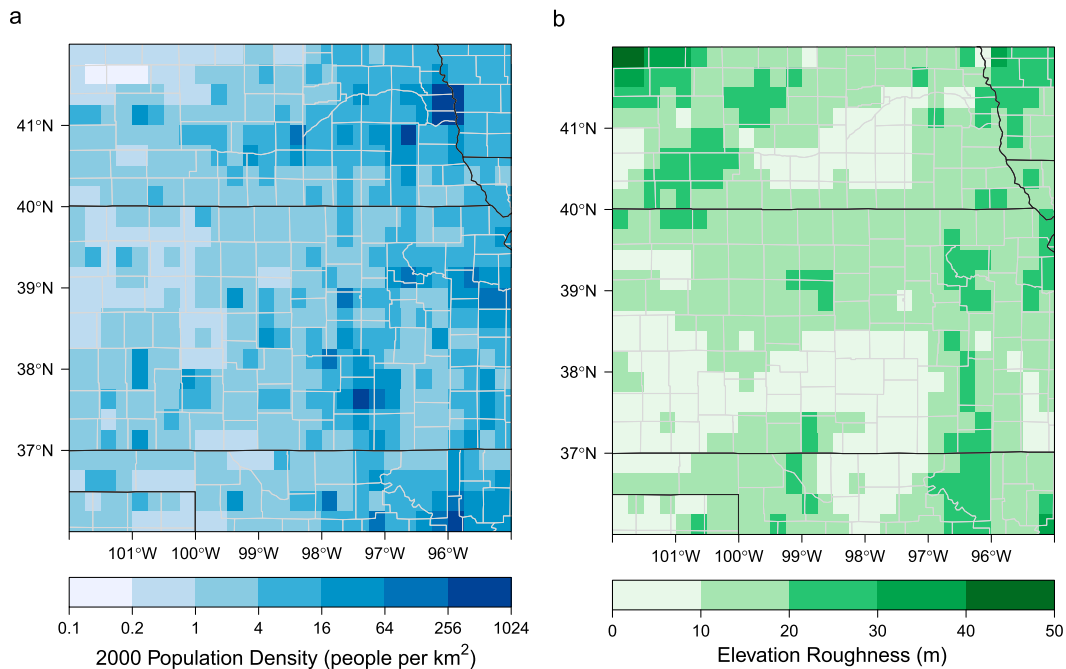 a
b
41°N
40°N
39°N
38°N
37°N
101°W 100°W 99°W 98°W 97°W 96°W
0.1 0.2 1 4 16 64 256 1024
2000 Population Density (people per km²)
41°N
40°N
39°N
38°N
37°N
101°W 100°W 99°W 98°W 97°W 96°W
0 10 20 30 40 50
Elevation Roughness (m)